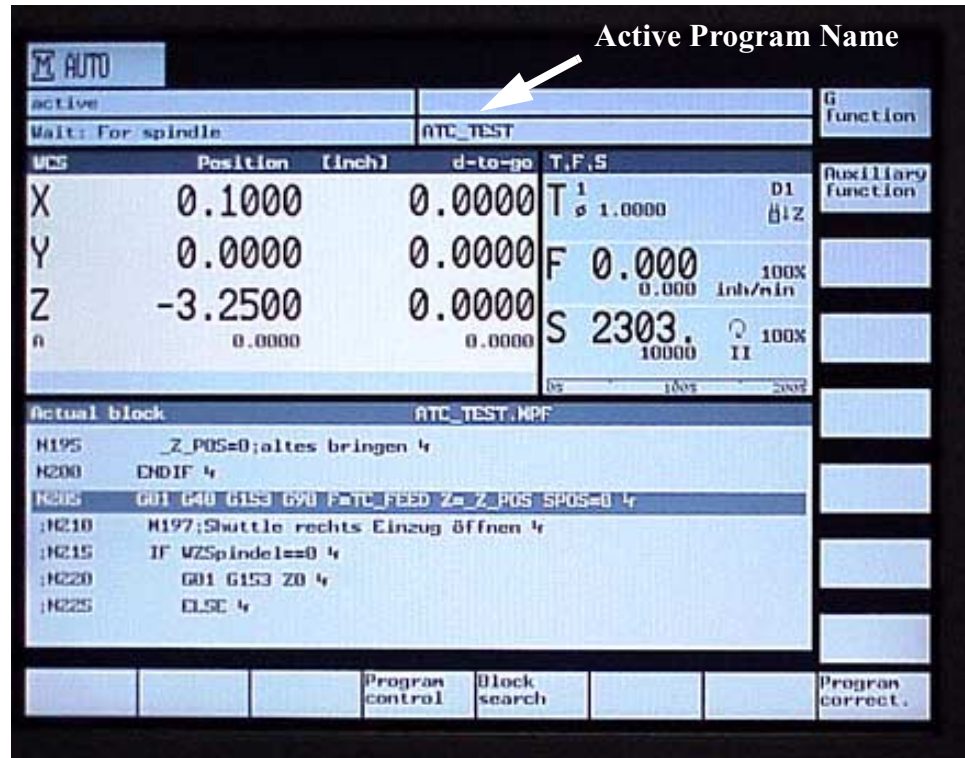 Active Program Name
M AUTO
active
Wait: For spindle ATC_TEST
WCS Position [inch] d-to-go T,F,S
X 0.1000 0.0000 T 1 D1
ø 1.0000 Z
Y 0.0000 0.0000 F 0.000 100%
0.000 inh/min
Z -3.2500 0.0000 S 2303. 100%
A 0.0000 0.0000 10000 II
0% 100% 200%
Actual block ATC_TEST.MPF
N195 _Z_POS=0;altes bringen
N200 ENDIF
N205 G01 G40 G153 G90 F=TC_FEED Z=_Z_POS SPOS=0
;N210 M197;Shuttle rechts Einzug öffnen
;N215 IF WZSpindel==0
;N220 G01 G153 Z0
;N225 ELSE
G function
Auxiliary function
Program control
Block search
Program correct.